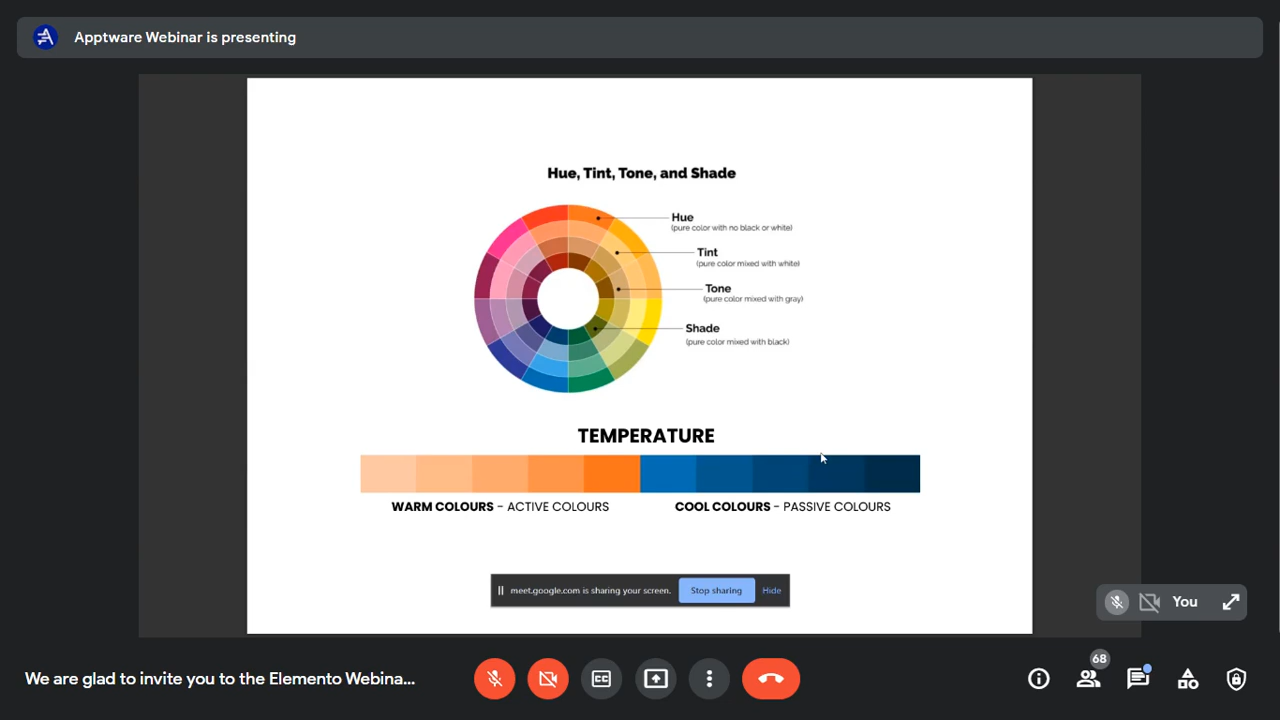 Apptware Webinar is presenting
Hue, Tint, Tone, and Shade
Hue
(pure color with no black or white)
Tint
(pure color mixed with white)
Tone
(pure color mixed with gray)
Shade
(pure color mixed with black)
TEMPERATURE
WARM COLOURS - ACTIVE COLOURS
COOL COLOURS - PASSIVE COLOURS
meet.google.com is sharing your screen. Stop sharing Hide
You
We are glad to invite you to the Elemento Webina...
CC
68